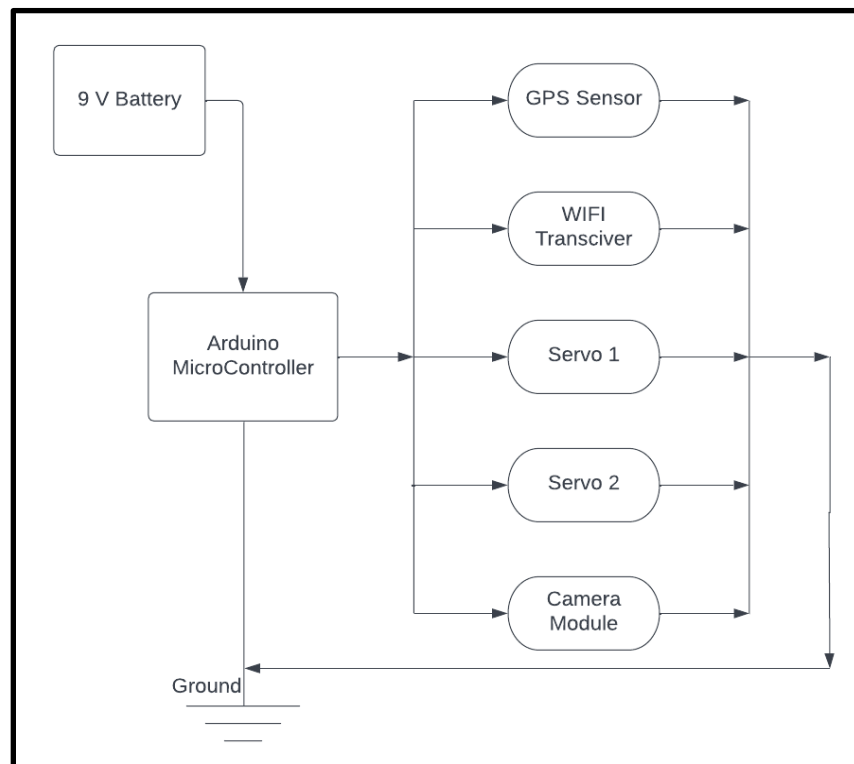 9 V Battery
GPS Sensor
WIFI
Transciver
Arduino
MicroController
Servo 1
Servo 2
Camera
Module
Ground